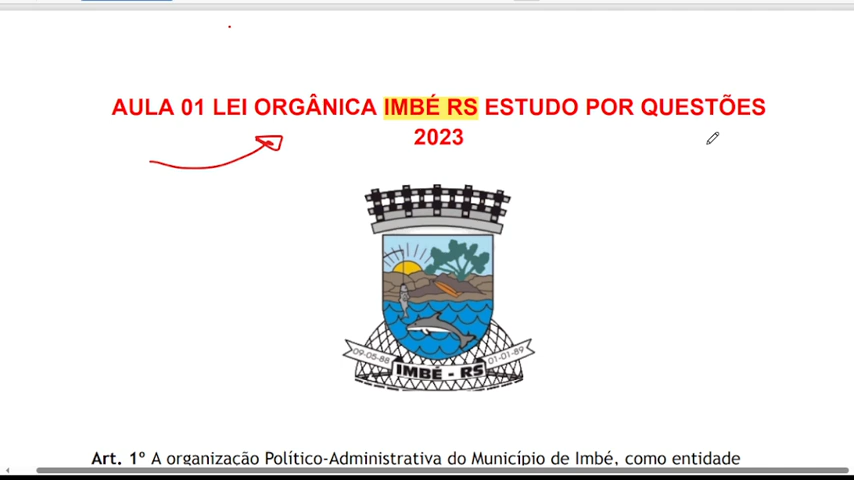 AULA 01 LEI ORGÂNICA IMBÉ RS ESTUDO POR QUESTÕES
2023
09-05-88
01-01-89
IMBÉ - RS
Art. 1º A organização Político-Administrativa do Município de Imbé, como entidade